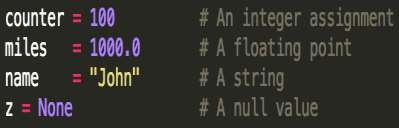 counter = 100          # An integer assignment
miles   = 1000.0       # A floating point
name    = "John"       # A string
z = None               # A null value